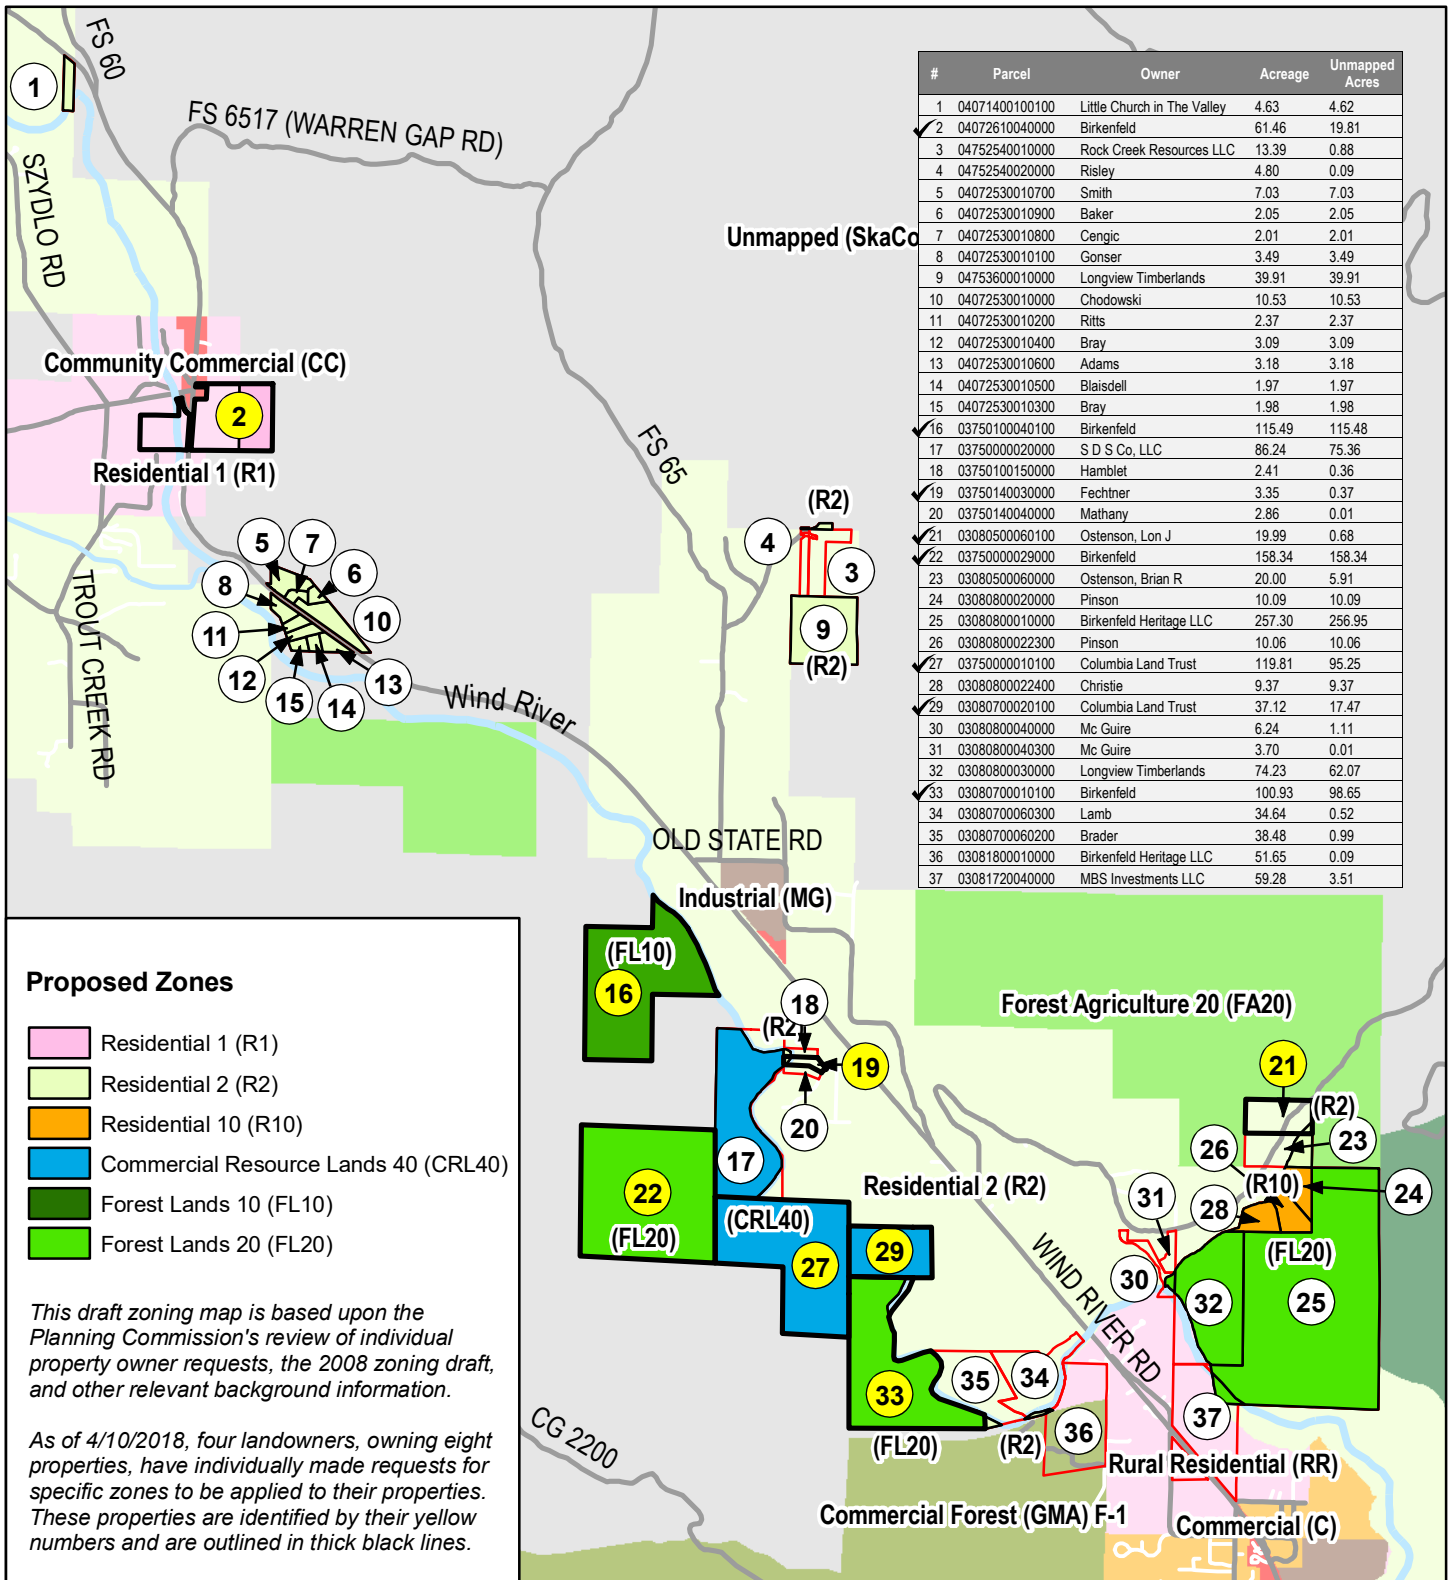 FS 60
1
FS 6517 (WARREN GAP RD)
SZYDLO RD
Unmapped (SkaCo
# Parcel Owner Acreage Unmapped Acres
1 04071400100100 Little Church in The Valley 4.63 4.62
2 04072610040000 Birkenfeld 61.46 19.81
3 04752540010000 Rock Creek Resources LLC 13.39 0.88
4 04752540020000 Risley 4.80 0.09
5 04072530010700 Smith 7.03 7.03
6 04072530010900 Baker 2.05 2.05
7 04072530010800 Cengic 2.01 2.01
8 04072530010100 Gonser 3.49 3.49
9 04753600010000 Longview Timberlands 39.91 39.91
10 04072530010000 Chodowski 10.53 10.53
11 04072530010200 Ritts 2.37 2.37
12 04072530010400 Bray 3.09 3.09
13 04072530010600 Adams 3.18 3.18
14 04072530010500 Blaisdell 1.97 1.97
15 04072530010300 Bray 1.98 1.98
16 03750100040100 Birkenfeld 115.49 115.48
17 03750000020000 S D S Co, LLC 86.24 75.36
18 03750100150000 Hamblet 2.41 0.36
19 03750140030000 Fechtner 3.35 0.37
20 03750140040000 Mathany 2.86 0.01
21 03080500060100 Ostenson, Lon J 19.99 0.68
22 03750000029000 Birkenfeld 158.34 158.34
23 03080500060000 Ostenson, Brian R 20.00 5.91
24 03080800020000 Pinson 10.09 10.09
25 03080800010000 Birkenfeld Heritage LLC 257.30 256.95
26 03080800022300 Pinson 10.06 10.06
27 03750000010100 Columbia Land Trust 119.81 95.25
28 03080800022400 Christie 9.37 9.37
29 03080700020100 Columbia Land Trust 37.12 17.47
30 03080800040000 Mc Guire 6.24 1.11
31 03080800040300 Mc Guire 3.70 0.01
32 03080800030000 Longview Timberlands 74.23 62.07
33 03080700010100 Birkenfeld 100.93 98.65
34 03080700060300 Lamb 34.64 0.52
35 03080700060200 Brader 38.48 0.99
36 03081800010000 Birkenfeld Heritage LLC 51.65 0.09
37 03081720040000 MBS Investments LLC 59.28 3.51
Community Commercial (CC)
2
Residential 1 (R1)
FS 65
(R2)
4
3
9
(R2)
5
7
6
8
10
11
12
15
14
13
TROUT CREEK RD
Wind River
OLD STATE RD
Industrial (MG)
(FL10)
16
18
(R2
19
20
Forest Agriculture 20 (FA20)
21
(R2)
23
26
(R10)
24
28
(FL20)
17
22
(FL20)
(CRL40)
27
29
Residential 2 (R2)
31
30
32
25
WIND RIVER RD
33
(FL20)
35
34
(R2)
36
37
Rural Residential (RR)
CG 2200
Commercial Forest (GMA) F-1
Commercial (C)
Proposed Zones
Residential 1 (R1)
Residential 2 (R2)
Residential 10 (R10)
Commercial Resource Lands 40 (CRL40)
Forest Lands 10 (FL10)
Forest Lands 20 (FL20)
This draft zoning map is based upon the
Planning Commission's review of individual
property owner requests, the 2008 zoning draft,
and other relevant background information.
As of 4/10/2018, four landowners, owning eight
properties, have individually made requests for
specific zones to be applied to their properties.
These properties are identified by their yellow
numbers and are outlined in thick black lines.